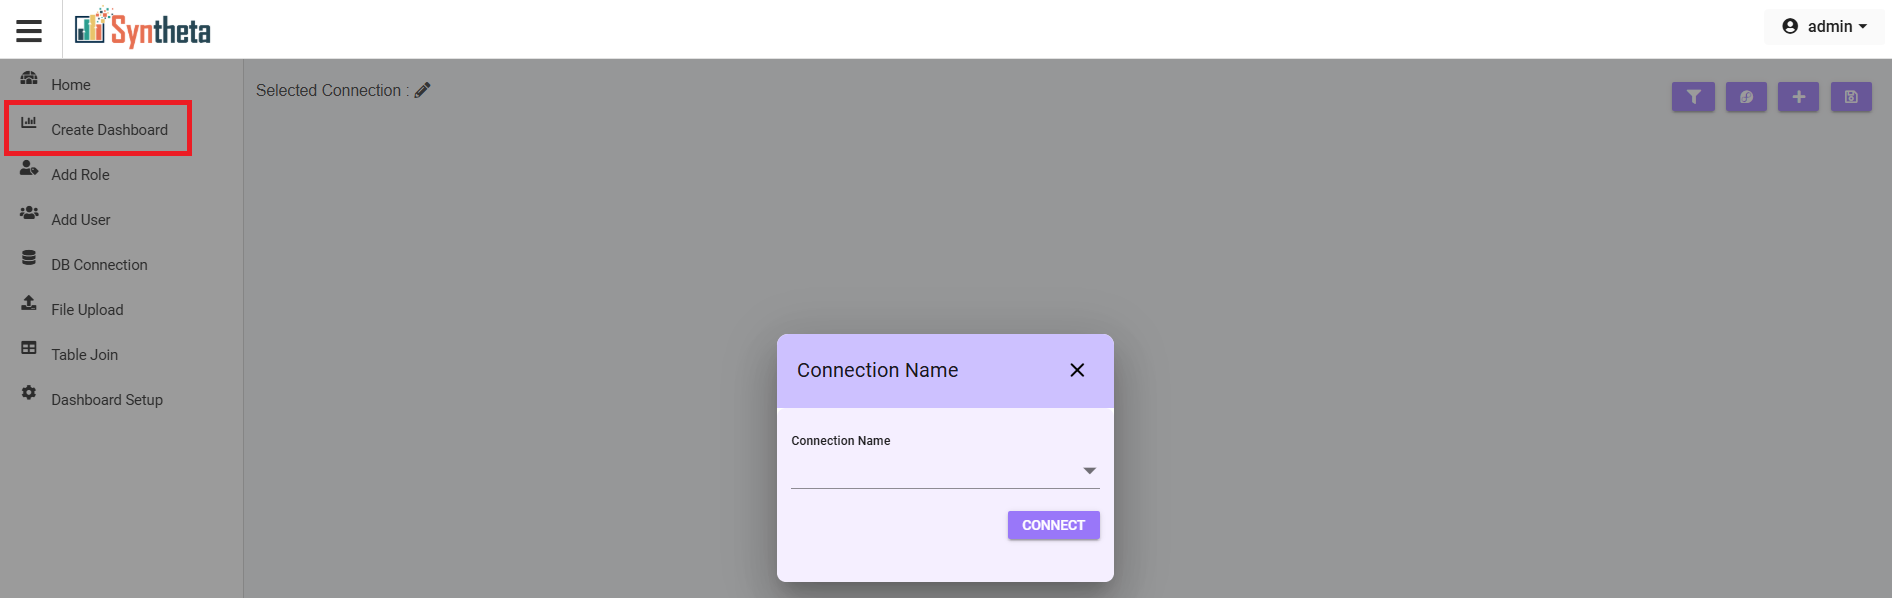 Syntheta
admin
Home
Create Dashboard
Add Role
Add User
DB Connection
File Upload
Table Join
Dashboard Setup
Selected Connection :
Connection Name
Connection Name
CONNECT